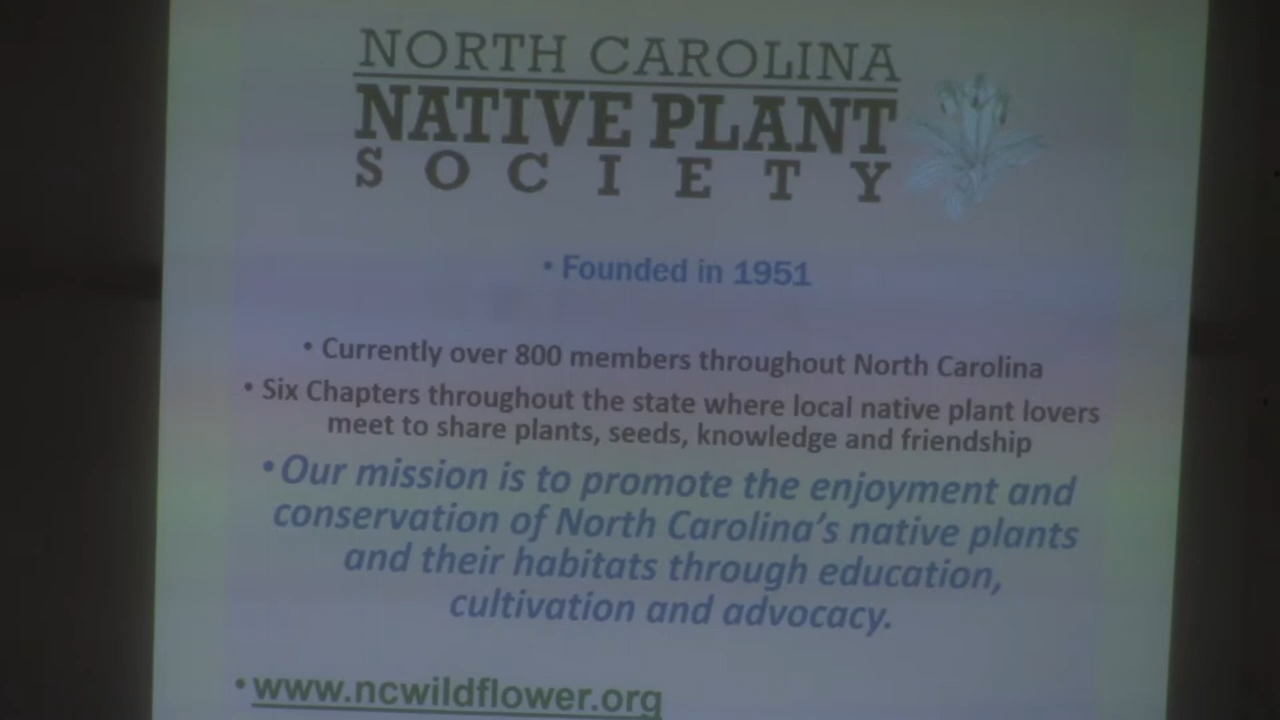 NORTH CAROLINA
NATIVE PLANT
SOCIETY
• Founded in 1951
• Currently over 800 members throughout North Carolina
• Six Chapters throughout the state where local native plant lovers
meet to share plants, seeds, knowledge and friendship
• Our mission is to promote the enjoyment and
conservation of North Carolina's native plants
and their habitats through education,
cultivation and advocacy.
• www.ncwildflower.org